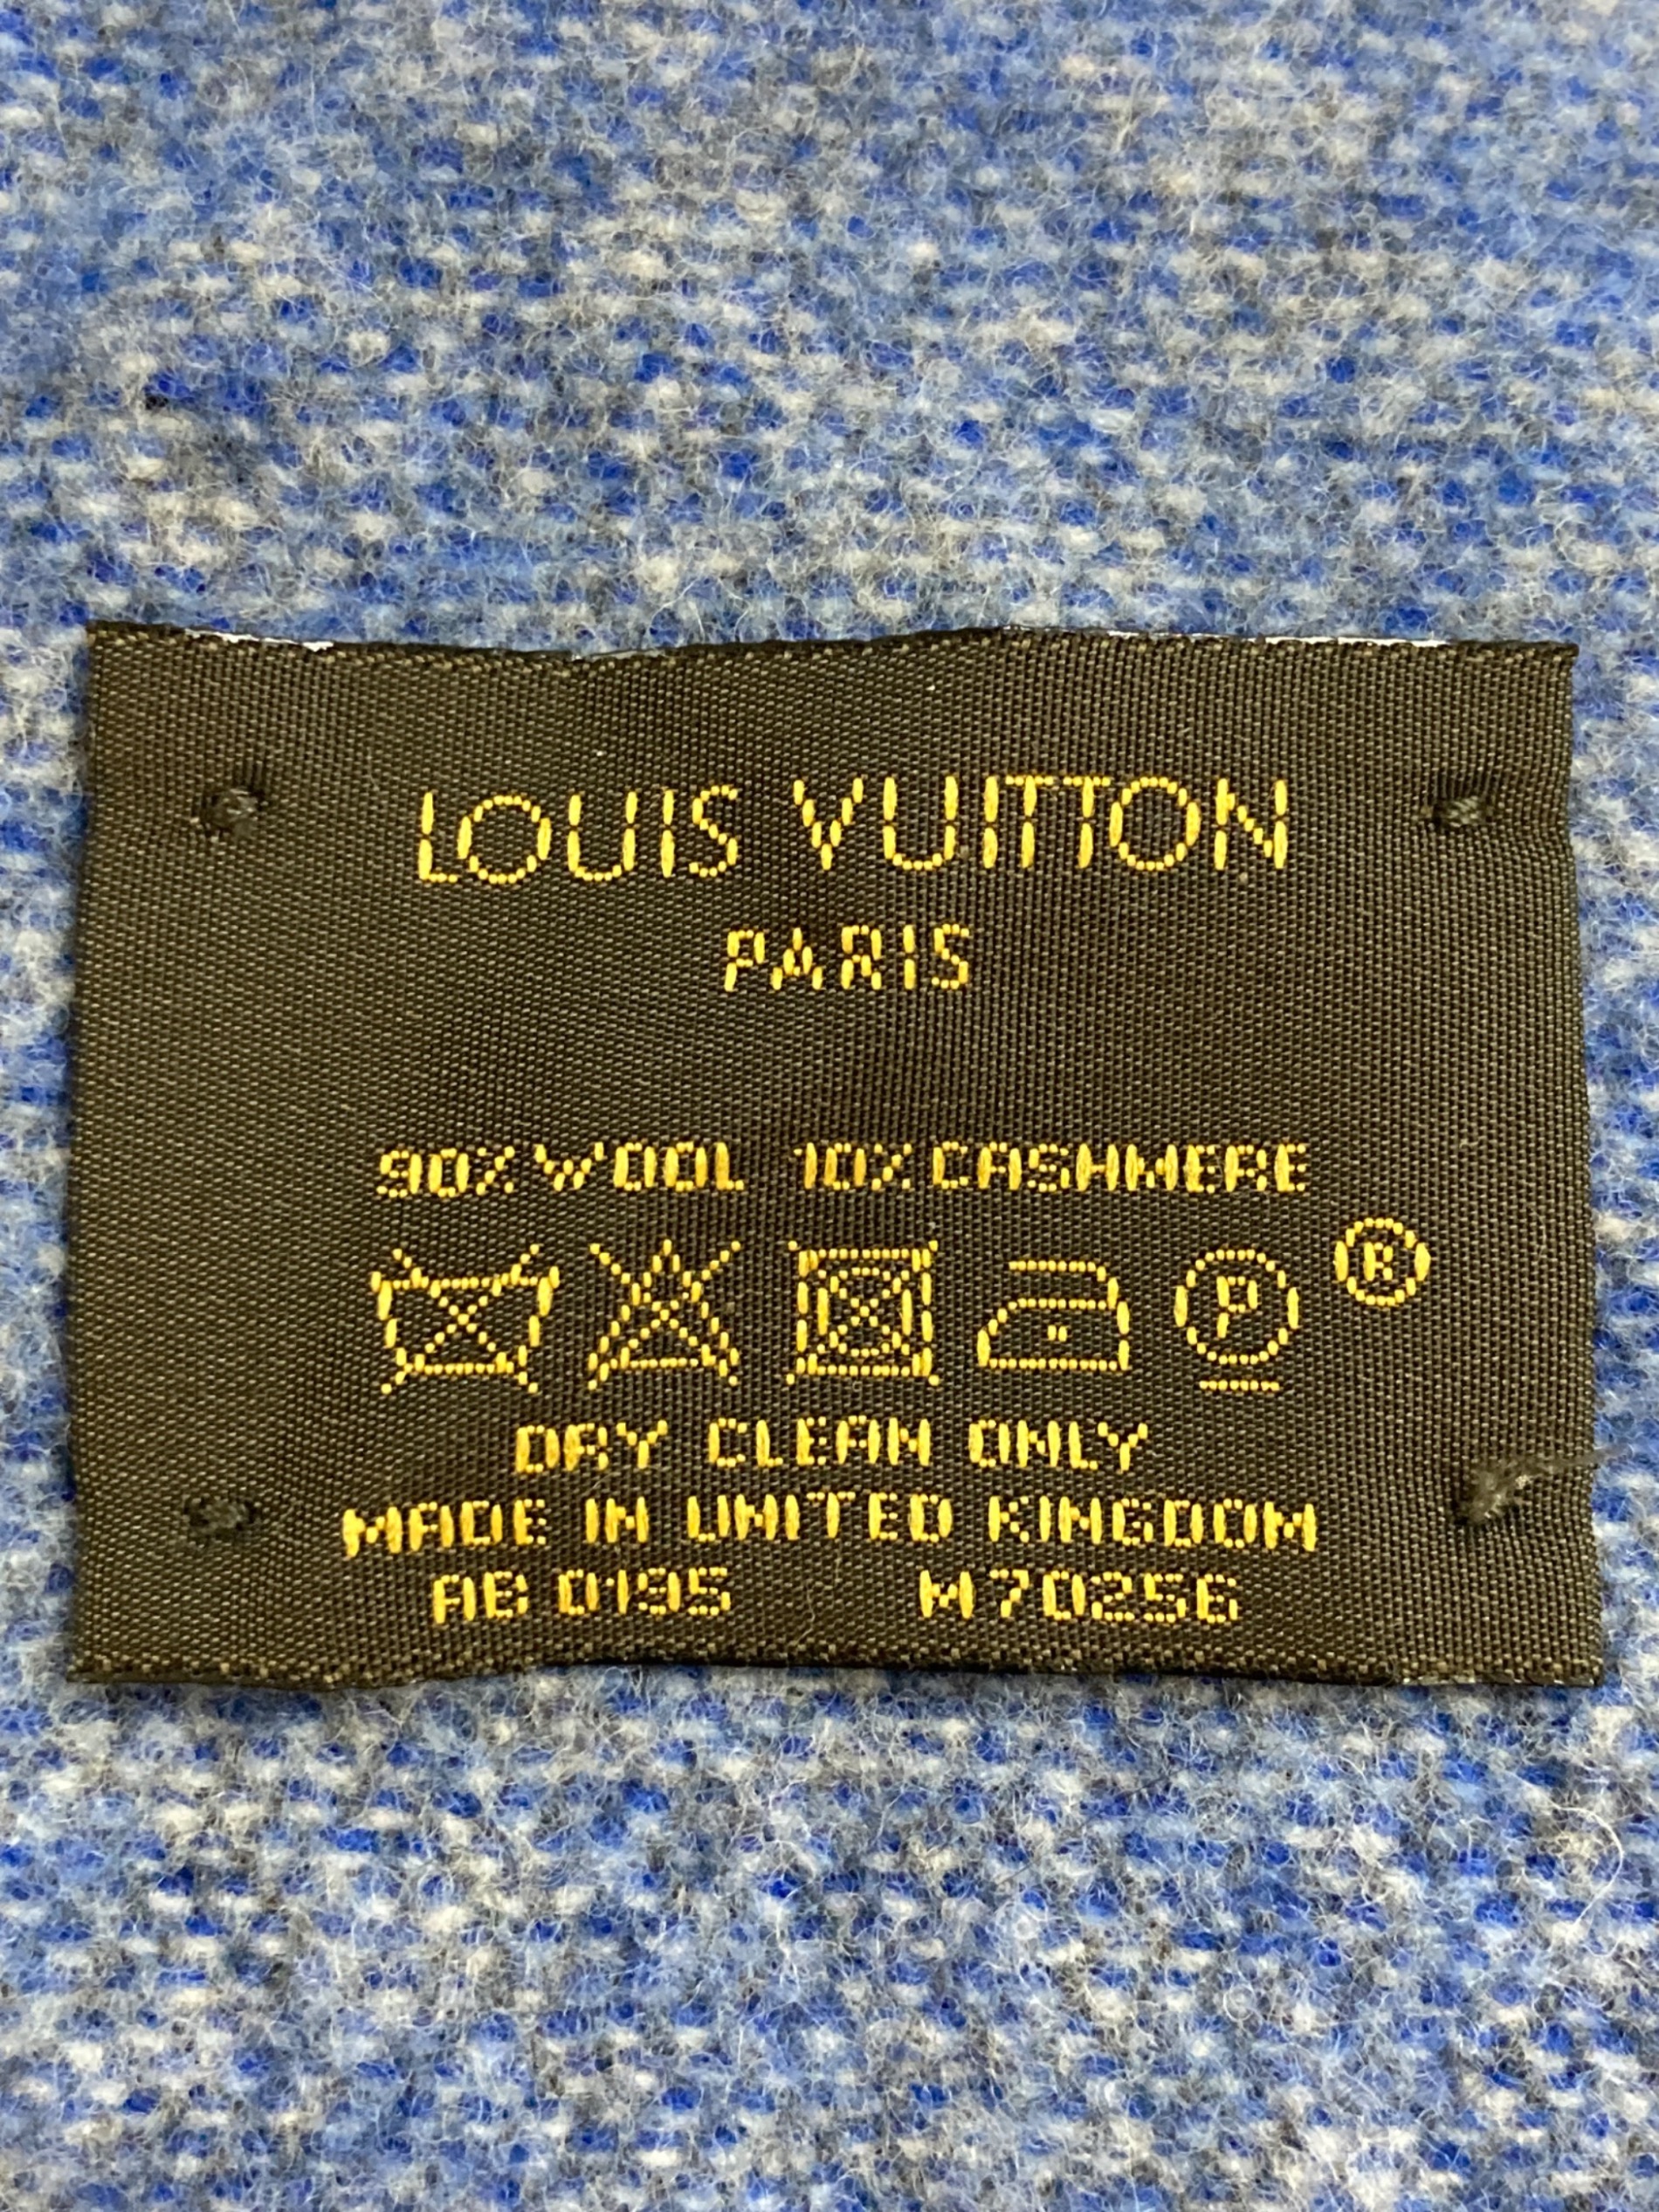 LOUIS VUITTON
PARIS
90% WOOL 10% CASHMERE
P ®
DRY CLEAN ONLY
MADE IN UNITED KINGDOM
AB 0195 M70256